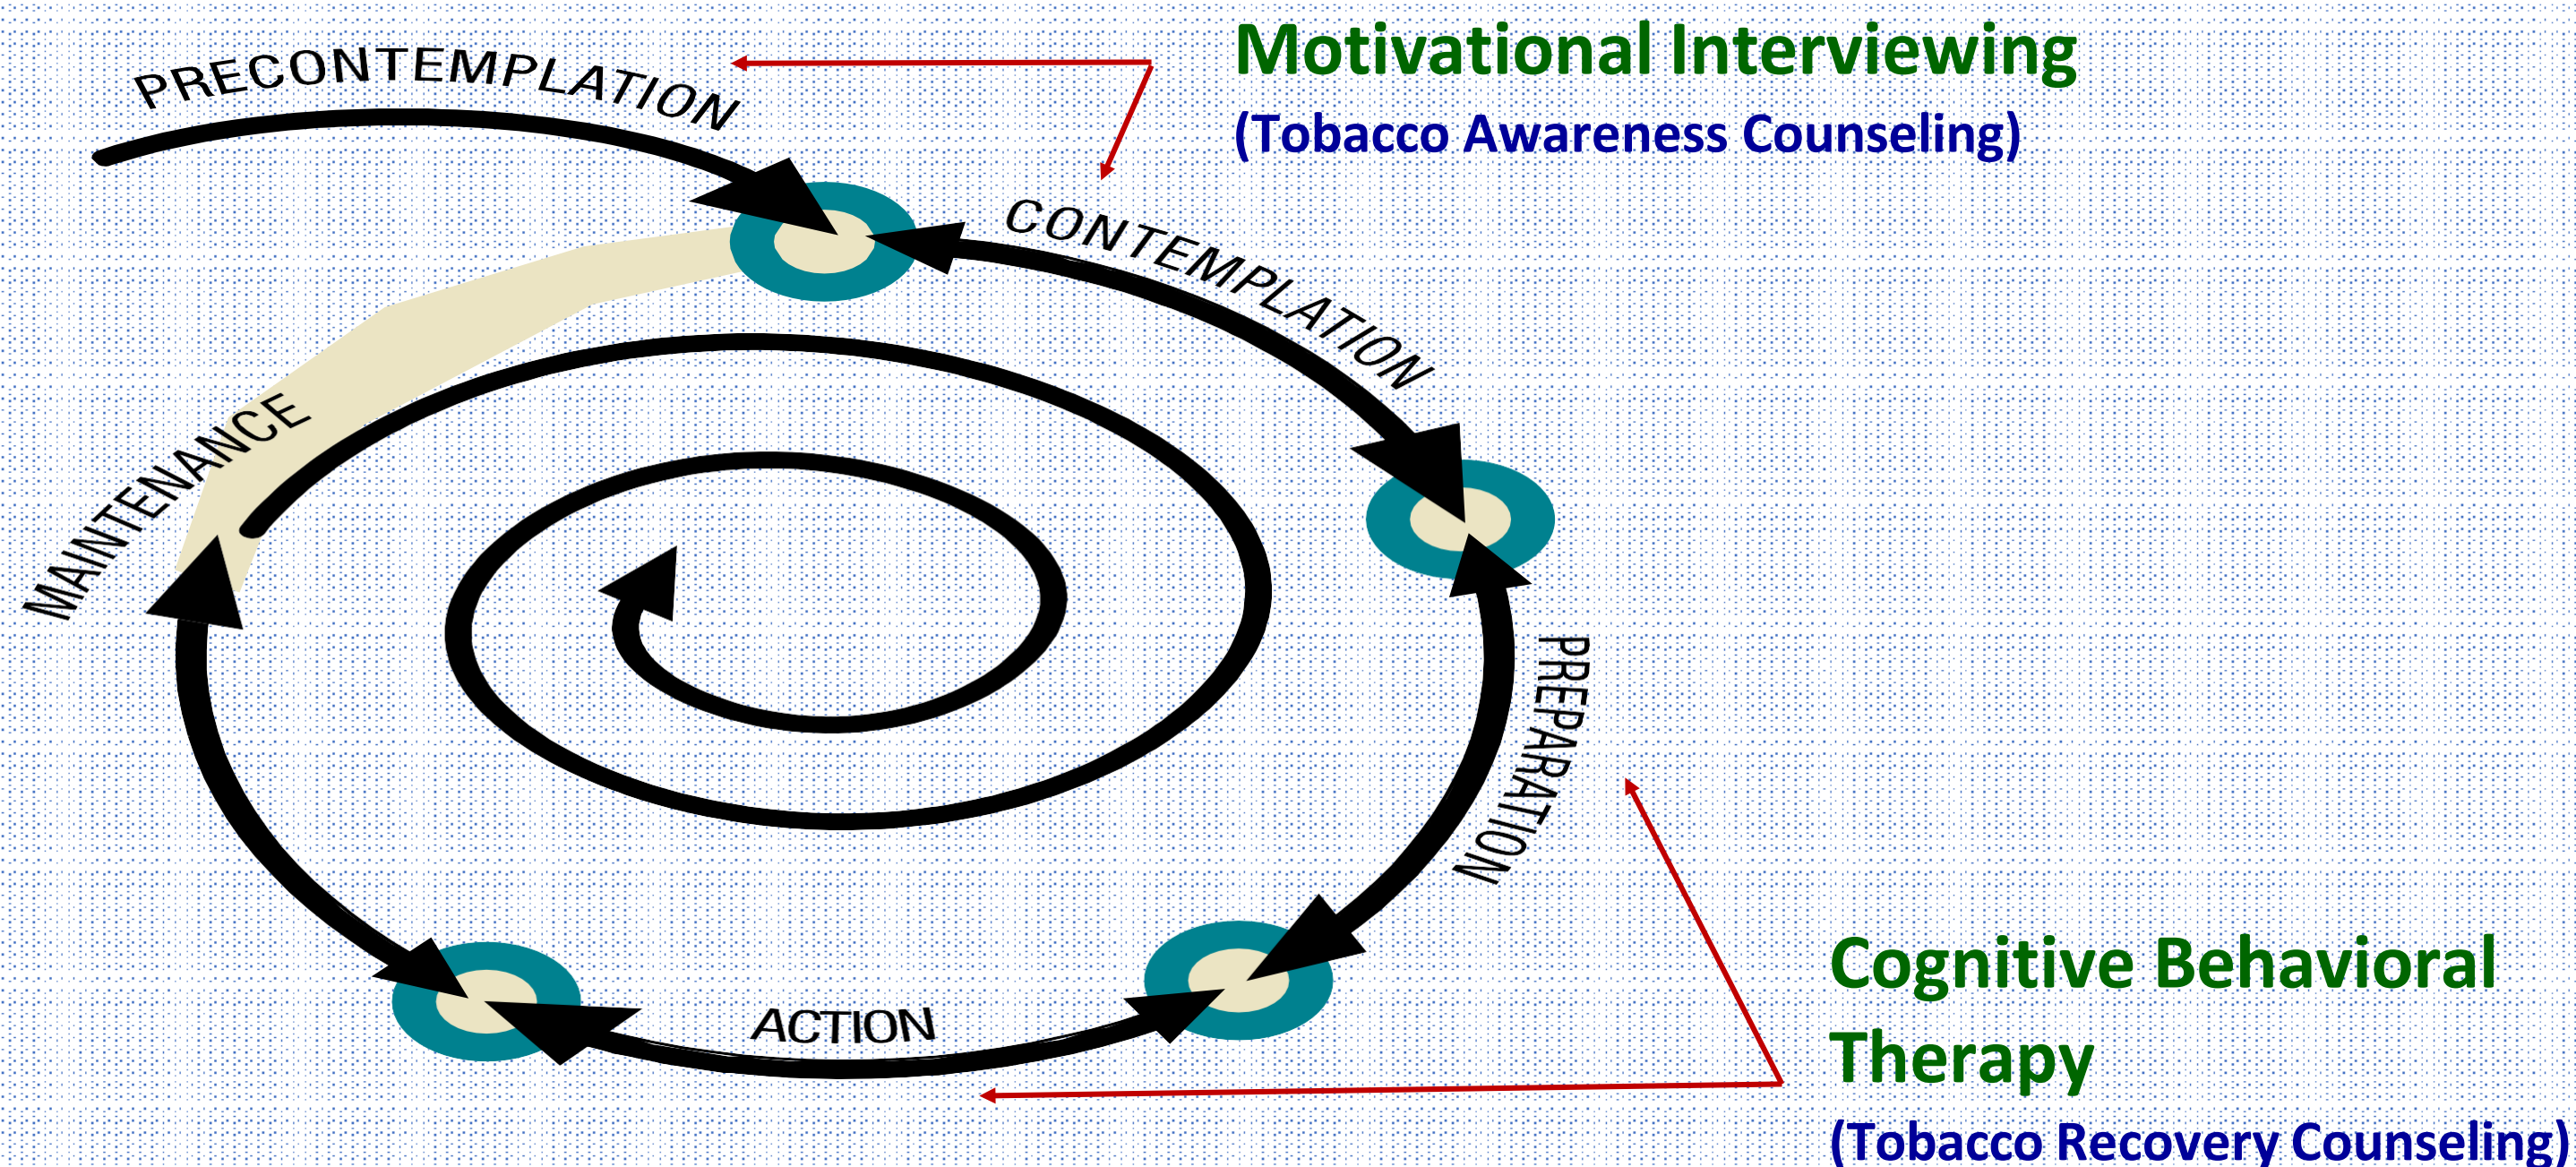 PRECONTEMPLATION
Motivational Interviewing
(Tobacco Awareness Counseling)
CONTEMPLATION
MAINTENANCE
PREPARATION
ACTION
Cognitive Behavioral
Therapy
(Tobacco Recovery Counseling)